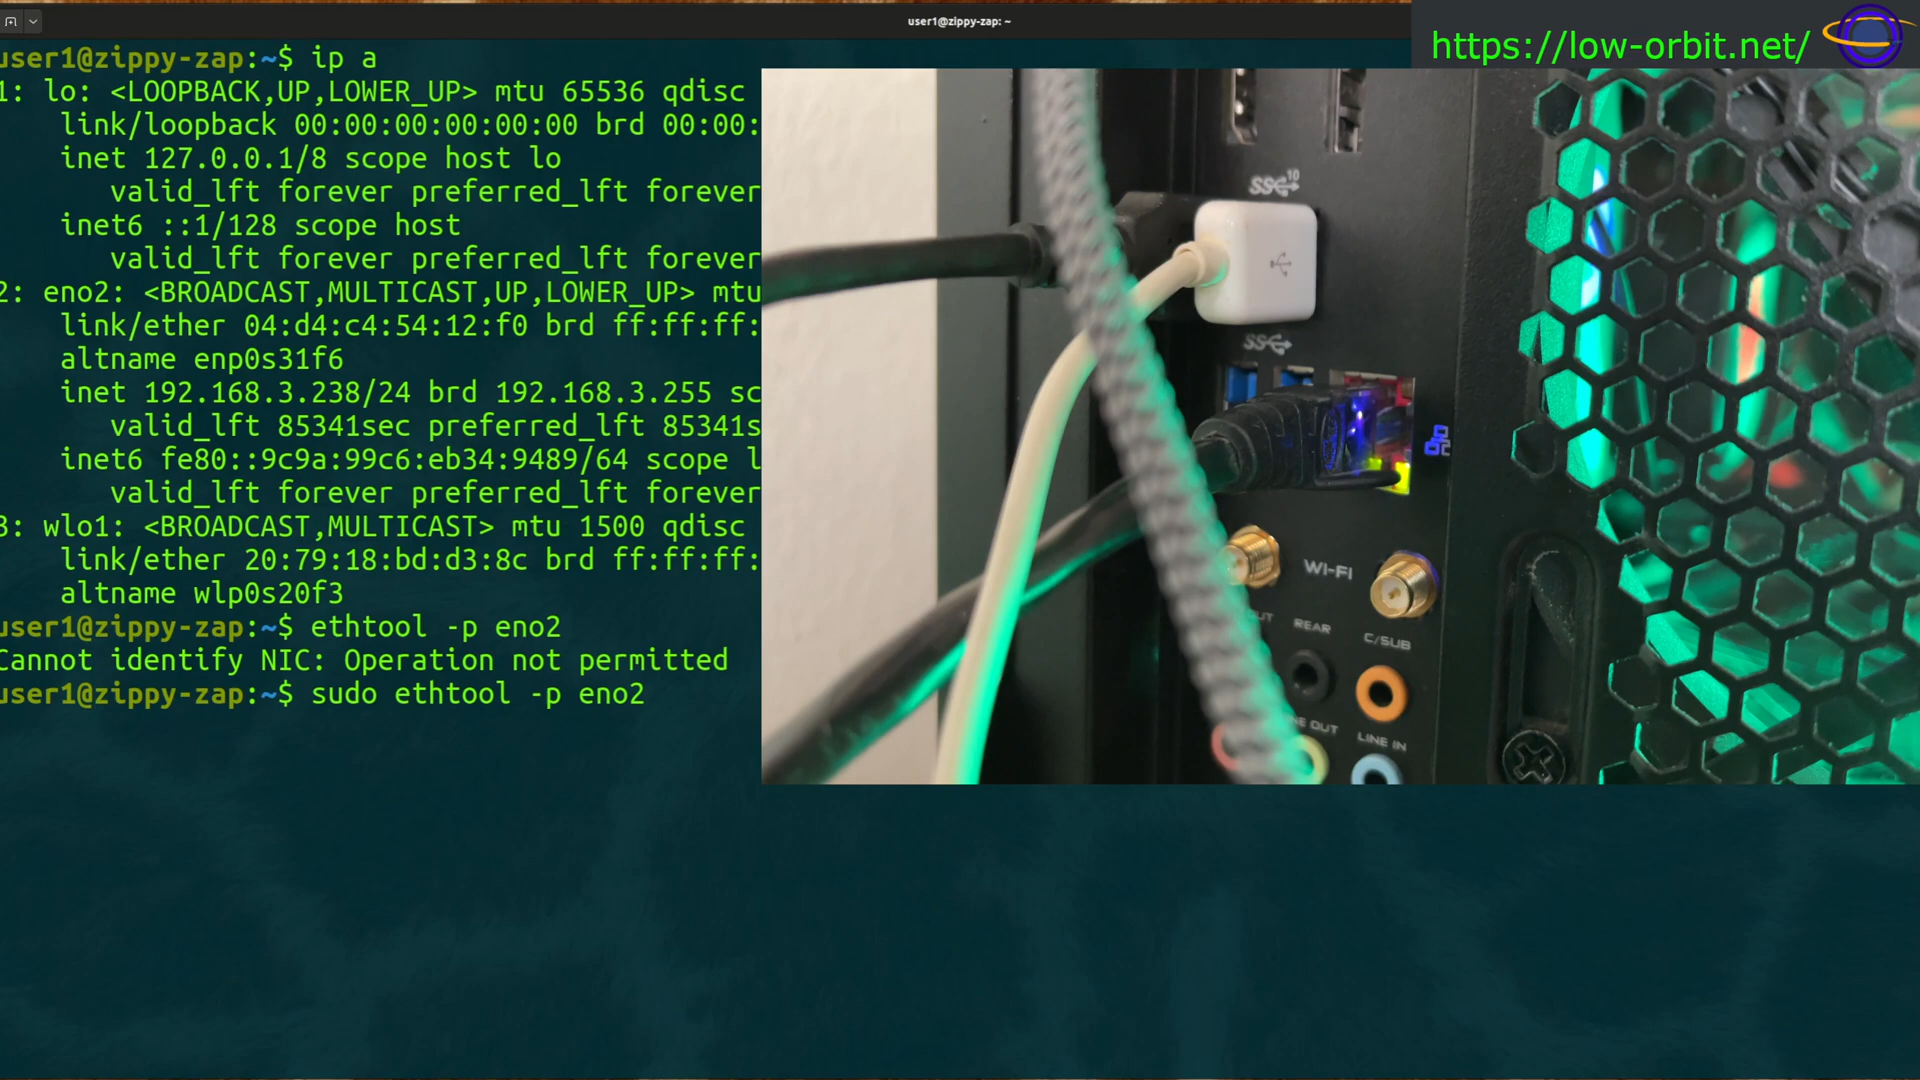 user1@zippy-zap: ~
https://low-orbit.net/
user1@zippy-zap:~$ ip a
1: lo: <LOOPBACK,UP,LOWER_UP> mtu 65536 qdisc
link/loopback 00:00:00:00:00:00 brd 00:00:
inet 127.0.0.1/8 scope host lo
valid_lft forever preferred_lft forever
inet6 ::1/128 scope host
valid_lft forever preferred_lft forever
2: eno2: <BROADCAST,MULTICAST,UP,LOWER_UP> mtu
link/ether 04:d4:c4:54:12:f0 brd ff:ff:ff:
altname enp0s31f6
inet 192.168.3.238/24 brd 192.168.3.255 sc
valid_lft 85341sec preferred_lft 85341s
inet6 fe80::9c9a:99c6:eb34:9489/64 scope l
valid_lft forever preferred_lft forever
3: wlo1: <BROADCAST,MULTICAST> mtu 1500 qdisc
link/ether 20:79:18:bd:d3:8c brd ff:ff:ff:
altname wlp0s20f3
user1@zippy-zap:~$ ethtool -p eno2
Cannot identify NIC: Operation not permitted
user1@zippy-zap:~$ sudo ethtool -p eno2
SS 10
SS
2
WI-FI
UT REAR C/SUB
NE OUT LINE IN